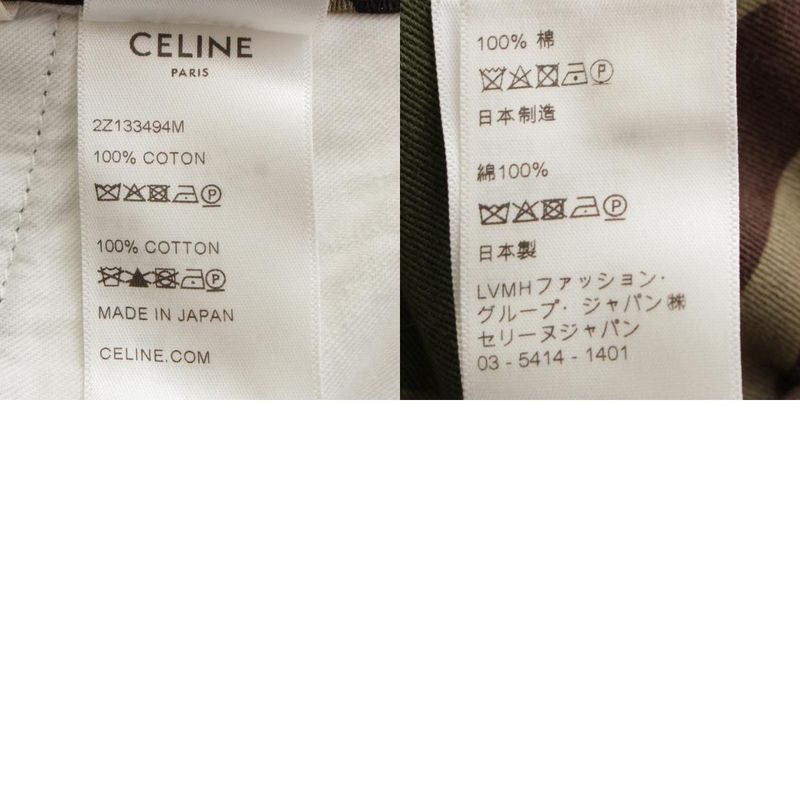 CELINE
PARIS
2Z133494M
100% COTON
100% COTTON
MADE IN JAPAN
CELINE.COM
100% 棉
日本制造
綿100%
日本製
LVMHファッション・
グループ・ジャパン㈱
セリーヌジャパン
03 - 5414 - 1401